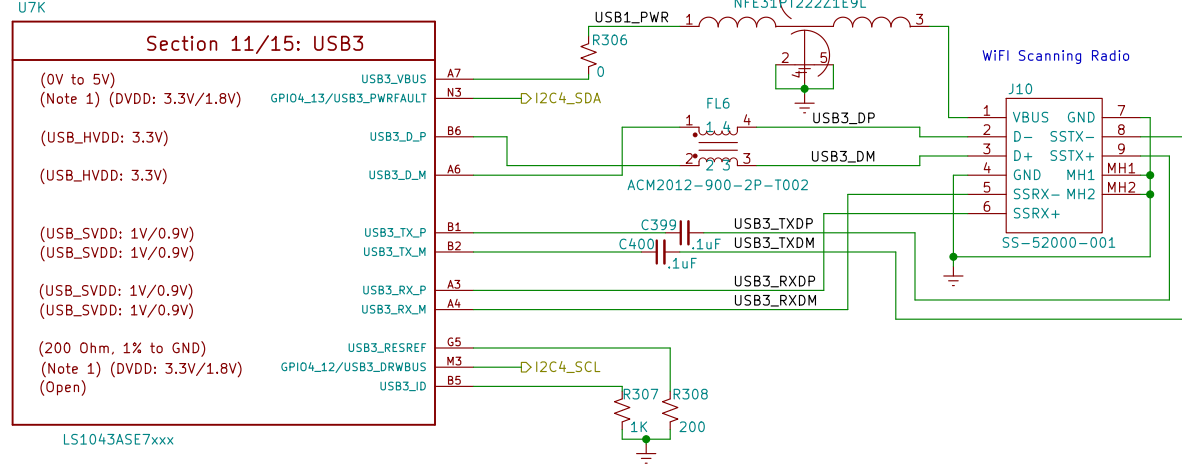 U7K
Section 11/15: USB3
(0V to 5V) USB3_VBUS A7
(Note 1) (DVDD: 3.3V/1.8V) GPIO4_13/USB3_PWRFAULT N3 I2C4_SDA
(USB_HVDD: 3.3V) USB3_D_P B6
(USB_HVDD: 3.3V) USB3_D_M A6
(USB_SVDD: 1V/0.9V) USB3_TX_P B1
(USB_SVDD: 1V/0.9V) USB3_TX_M B2
(USB_SVDD: 1V/0.9V) USB3_RX_P A3
(USB_SVDD: 1V/0.9V) USB3_RX_M A4
(200 Ohm, 1% to GND) USB3_RESREF G5
(Note 1) (DVDD: 3.3V/1.8V) GPIO4_12/USB3_DRWBUS M3 I2C4_SCL
(Open) USB3_ID B5
LS1043ASE7xxx
USB1_PWR
R306
0
NFE31PT222Z1E9L
1 3
2 4 5
FL6
1 1 4 4
2 2 3 3
ACM2012-900-2P-T002
USB3_DP
USB3_DM
C399
.1uF
C400
.1uF
USB3_TXDP
USB3_TXDM
USB3_RXDP
USB3_RXDM
R307
1K
R308
200
WiFI Scanning Radio
J10
1 VBUS GND 7
2 D- SSTX- 8
3 D+ SSTX+ 9
4 GND MH1 MH1
5 SSRX- MH2 MH2
6 SSRX+
SS-52000-001